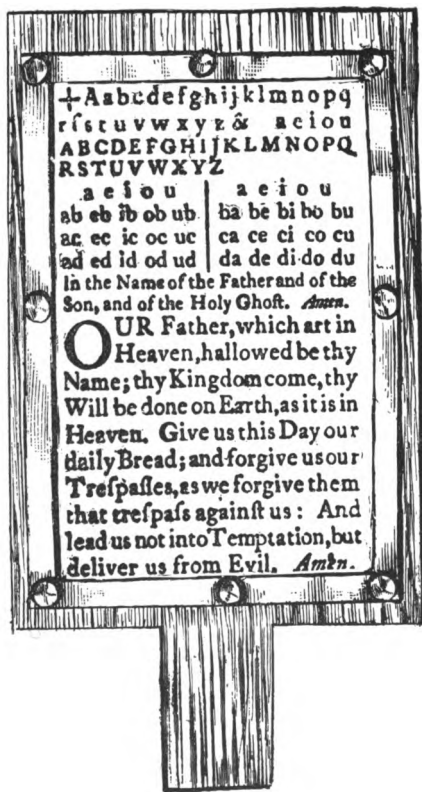 ✢Aabcdefghijklmnopq
rſstuvwxyz& aeiou
ABCDEFGHIJKLMNOPQ
RSTUVWXYZ
a e i o u | a e i o u
ab eb ib ob ub | ba be bi bo bu
ac ec ic oc uc | ca ce ci co cu
ad ed id od ud | da de di do du
In the Name of the Father and of the
Son, and of the Holy Ghoſt. Amen.
OUR Father, which art in
Heaven, hallowed be thy
Name; thy Kingdom come, thy
Will be done on Earth, as it is in
Heaven. Give us this Day our
daily Bread; and forgive us our
Treſpaſſes, as we forgive them
that treſpaſs againſt us: And
lead us not into Temptation, but
deliver us from Evil. Amen.